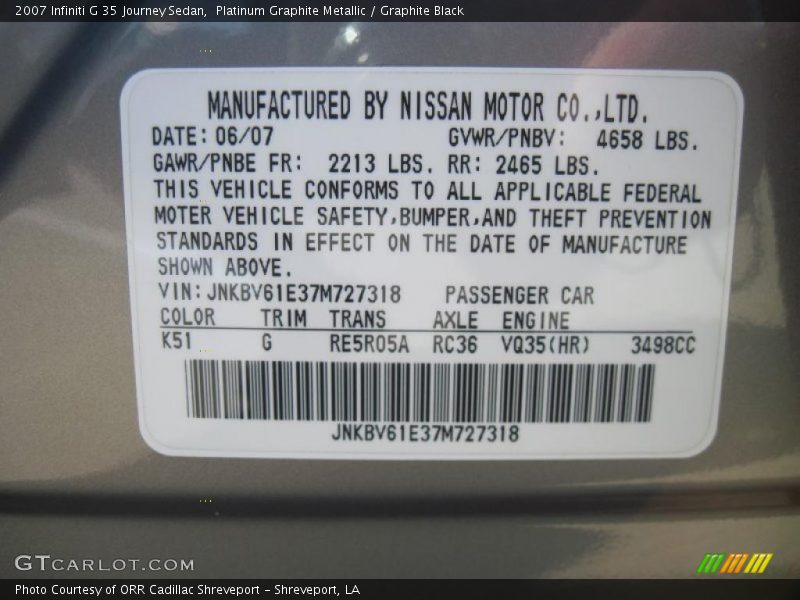 2007 Infiniti G 35 Journey Sedan, Platinum Graphite Metallic / Graphite Black
MANUFACTURED BY NISSAN MOTOR CO.,LTD.
DATE: 06/07 GVWR/PNBV: 4658 LBS.
GAWR/PNBE FR: 2213 LBS. RR: 2465 LBS.
THIS VEHICLE CONFORMS TO ALL APPLICABLE FEDERAL
MOTER VEHICLE SAFETY,BUMPER,AND THEFT PREVENTION
STANDARDS IN EFFECT ON THE DATE OF MANUFACTURE
SHOWN ABOVE.
VIN: JNKBV61E37M727318 PASSENGER CAR
COLOR TRIM TRANS AXLE ENGINE
K51 G RE5R05A RC36 VQ35(HR) 3498CC
JNKBV61E37M727318
GTCARLOT.COM
Photo Courtesy of ORR Cadillac Shreveport - Shreveport, LA